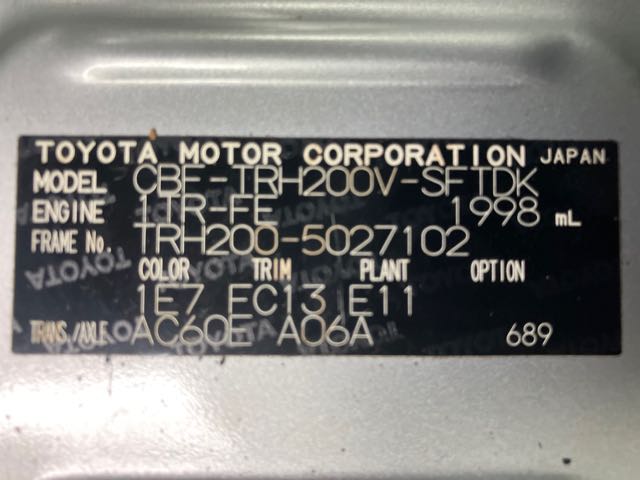 TOYOTA MOTOR CORPORATION JAPAN
MODEL CBF-TRH200V-SFTDK
ENGINE 1TR-FE 1998 mL
FRAME No. TRH200-5027102
COLOR TRIM PLANT OPTION
1E7 FC13 E11
TRANS./AXLE AC60E A06A 689